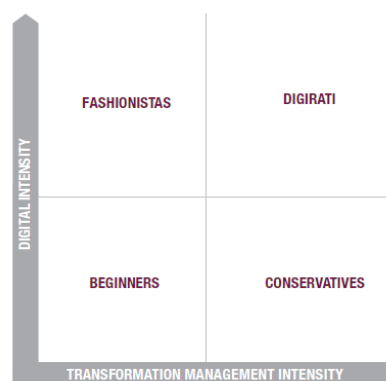 FASHIONISTAS
DIGIRATI
DIGITAL INTENSITY
BEGINNERS
CONSERVATIVES
TRANSFORMATION MANAGEMENT INTENSITY